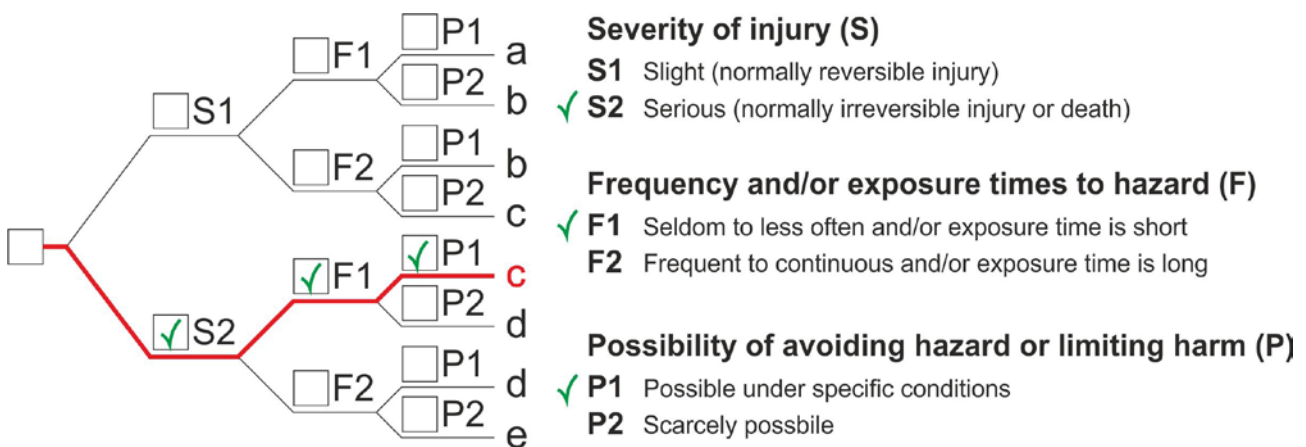 P1
a
F1
P2
b
S1
P1
b
F2
P2
c
P1
c
F1
P2
d
S2
P1
d
F2
P2
e
Severity of injury (S)
S1 Slight (normally reversible injury)
S2 Serious (normally irreversible injury or death)
Frequency and/or exposure times to hazard (F)
F1 Seldom to less often and/or exposure time is short
F2 Frequent to continuous and/or exposure time is long
Possibility of avoiding hazard or limiting harm (P)
P1 Possible under specific conditions
P2 Scarcely possbile